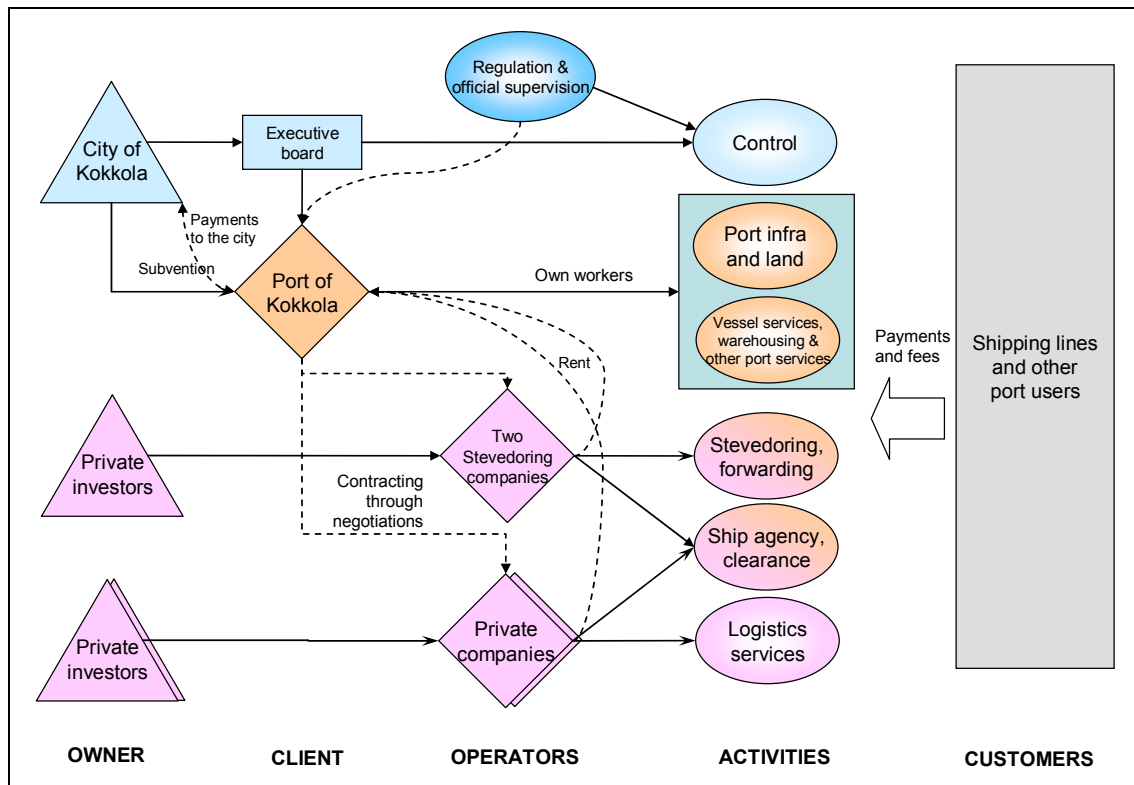 Regulation &
official supervision
City of
Kokkola
Executive
board
Control
Payments
to the city
Subvention
Port of
Kokkola
Own workers
Port infra
and land
Vessel services,
warehousing &
other port services
Payments
and fees
Shipping lines
and other
port users
Rent
Private
investors
Two
Stevedoring
companies
Stevedoring,
forwarding
Contracting
through
negotiations
Ship agency,
clearance
Private
investors
Private
companies
Logistics
services
OWNER
CLIENT
OPERATORS
ACTIVITIES
CUSTOMERS